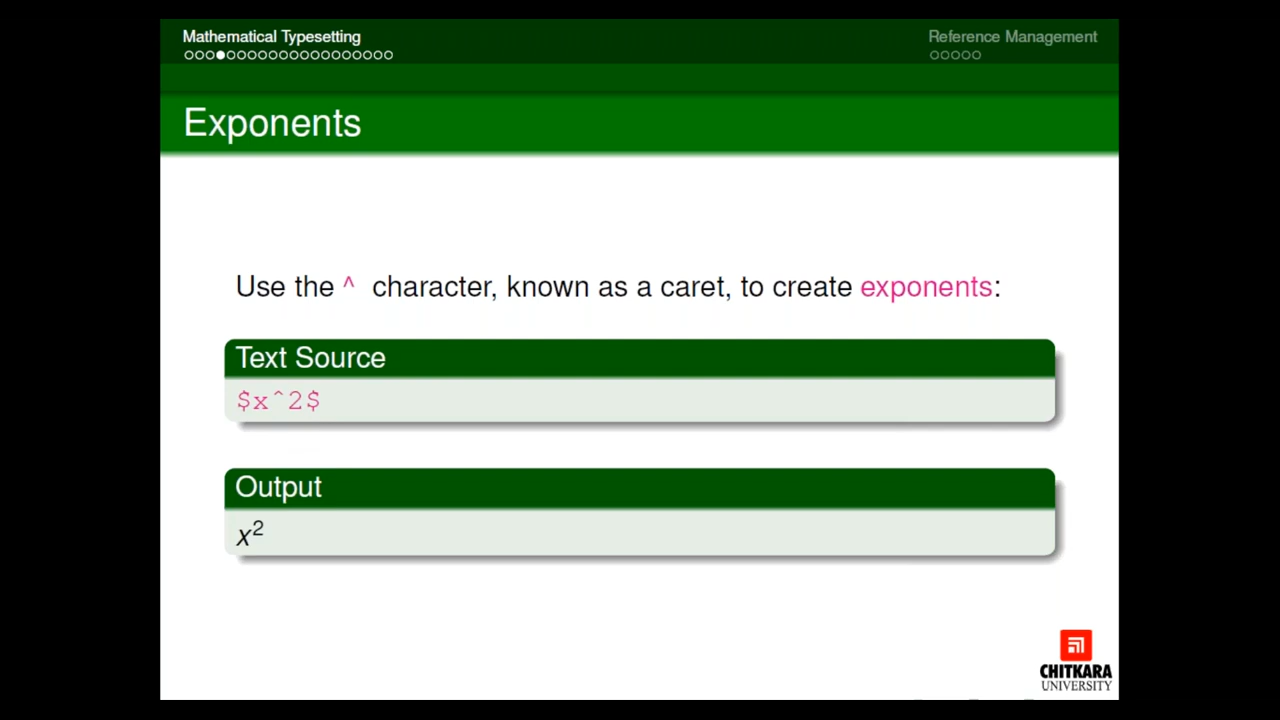 Mathematical Typesetting
Reference Management
Exponents
Use the ^ character, known as a caret, to create exponents:
Text Source
$x^2$
Output
x²
CHITKARA
UNIVERSITY